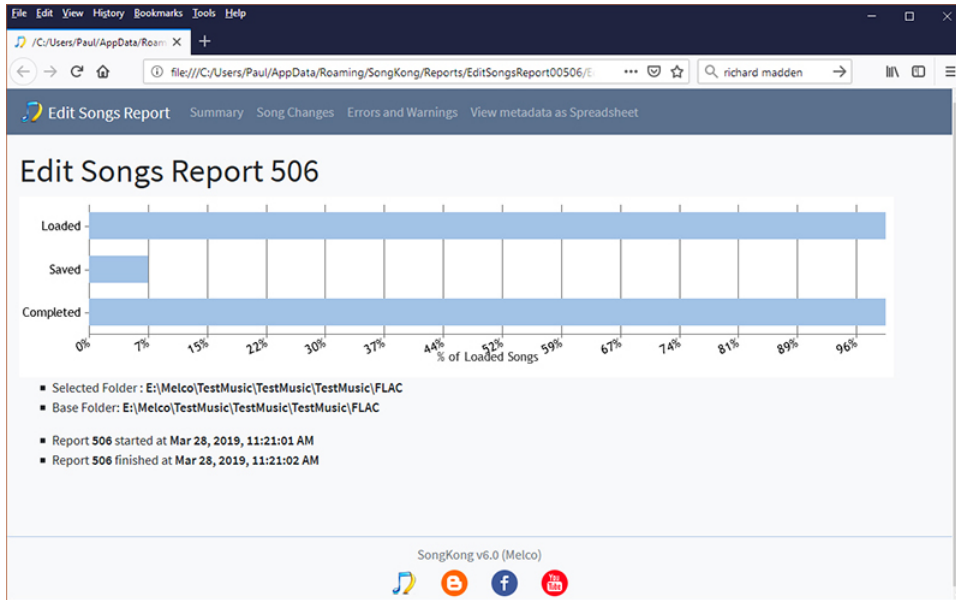 File Edit View History Bookmarks Tools Help
/C:/Users/Paul/AppData/Roam
file:///C:/Users/Paul/AppData/Roaming/SongKong/Reports/EditSongsReport00506/E
richard madden
Edit Songs Report Summary Song Changes Errors and Warnings View metadata as Spreadsheet
Edit Songs Report 506
Loaded
Saved
Completed
0% 7% 15% 22% 30% 37% 44% 52% 59% 67% 74% 81% 89% 96%
% of Loaded Songs
Selected Folder : E:\Melco\TestMusic\TestMusic\TestMusic\FLAC
Base Folder: E:\Melco\TestMusic\TestMusic\TestMusic\FLAC
Report 506 started at Mar 28, 2019, 11:21:01 AM
Report 506 finished at Mar 28, 2019, 11:21:02 AM
SongKong v6.0 (Melco)
You Tube